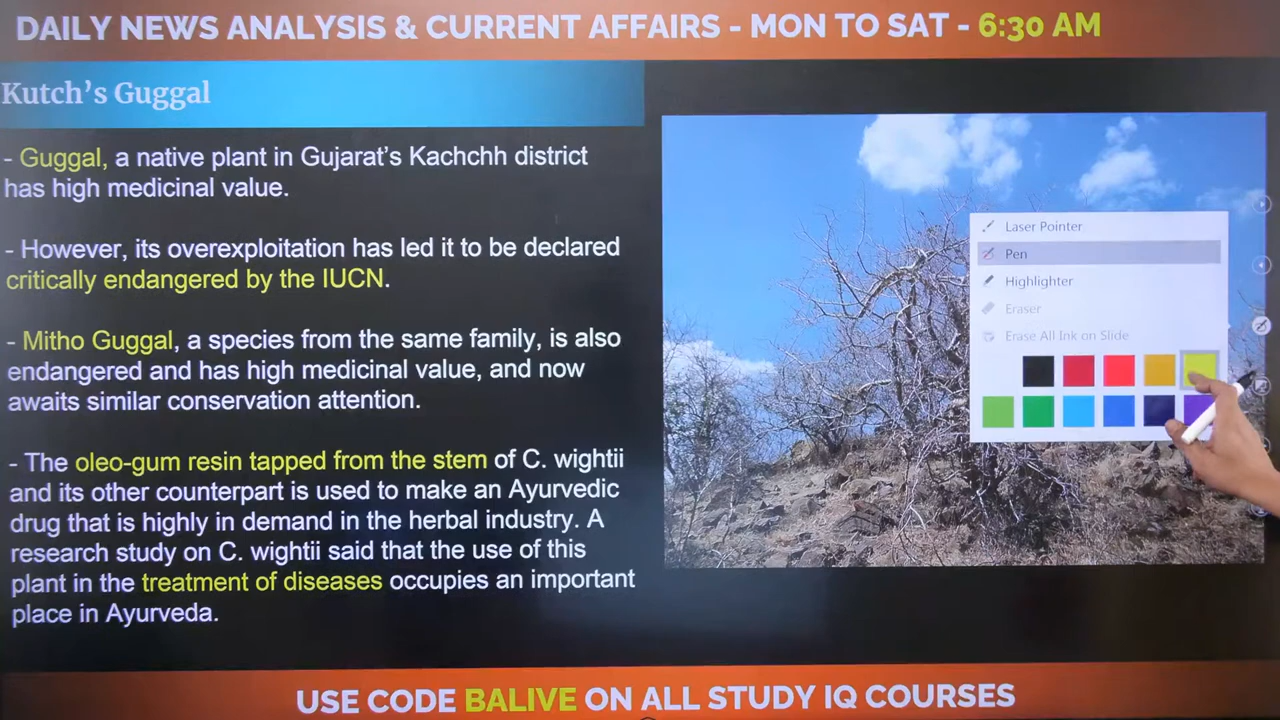 DAILY NEWS ANALYSIS & CURRENT AFFAIRS - MON TO SAT - 6:30 AM
Kutch's Guggal
- Guggal, a native plant in Gujarat's Kachchh district
has high medicinal value.
- However, its overexploitation has led it to be declared
critically endangered by the IUCN.
- Mitho Guggal, a species from the same family, is also
endangered and has high medicinal value, and now
awaits similar conservation attention.
- The oleo-gum resin tapped from the stem of C. wightii
and its other counterpart is used to make an Ayurvedic
drug that is highly in demand in the herbal industry. A
research study on C. wightii said that the use of this
plant in the treatment of diseases occupies an important
place in Ayurveda.
Laser Pointer
Pen
Highlighter
Eraser
Erase All Ink on Slide
USE CODE BALIVE ON ALL STUDY IQ COURSES